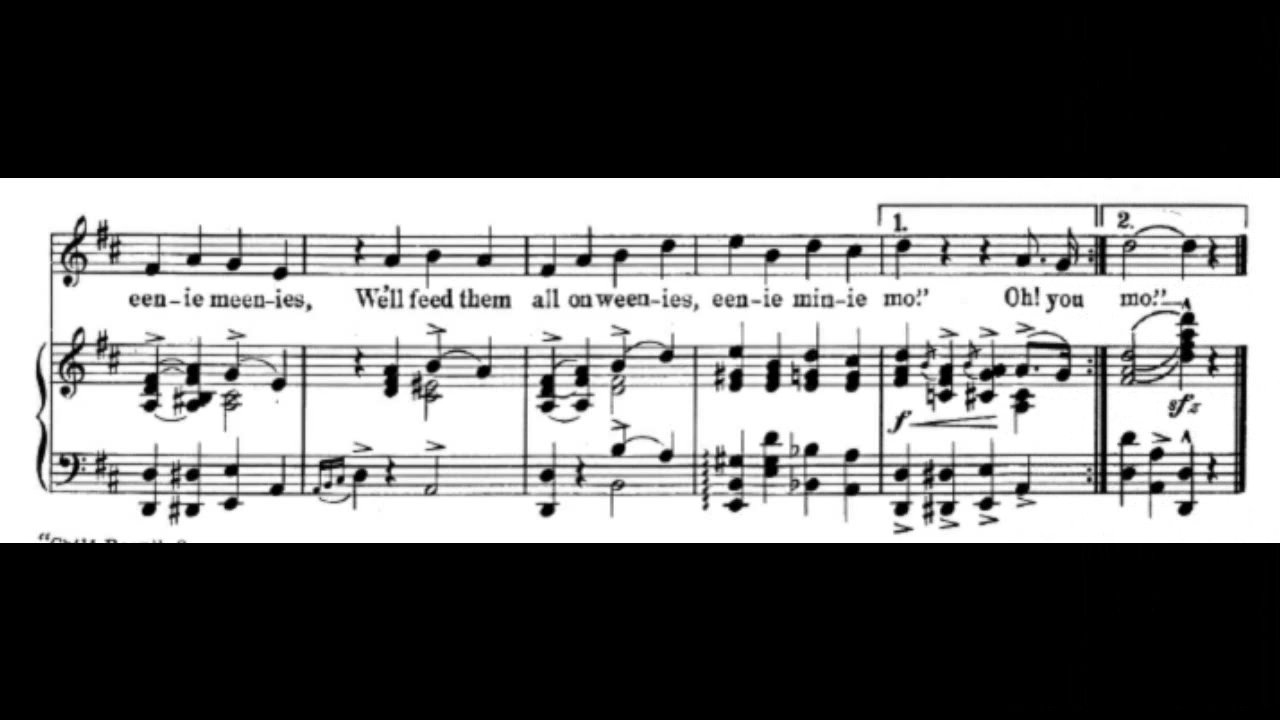 1. 2.
een-ie meen-ies, We'll feed them all on ween-ies, een-ie min-ie mo." Oh! you mo."
f sfz